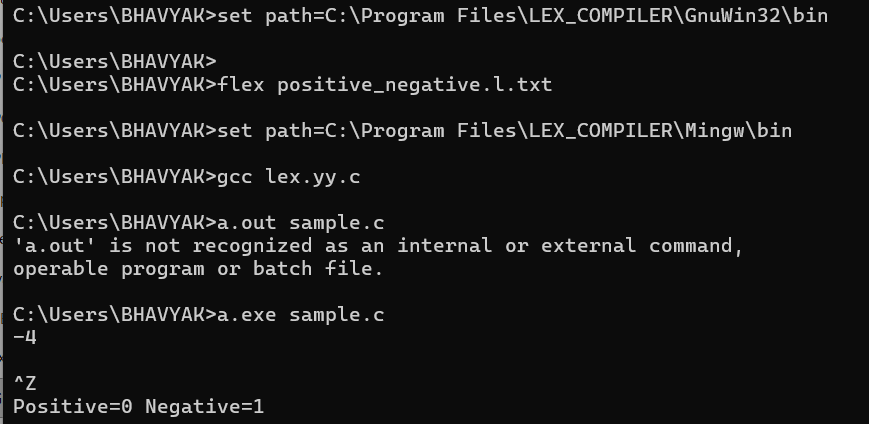 C:\Users\BHAVYAK>set path=C:\Program Files\LEX_COMPILER\GnuWin32\bin
C:\Users\BHAVYAK>
C:\Users\BHAVYAK>flex positive_negative.l.txt
C:\Users\BHAVYAK>set path=C:\Program Files\LEX_COMPILER\Mingw\bin
C:\Users\BHAVYAK>gcc lex.yy.c
C:\Users\BHAVYAK>a.out sample.c
'a.out' is not recognized as an internal or external command,
operable program or batch file.
C:\Users\BHAVYAK>a.exe sample.c
-4
^Z
Positive=0 Negative=1